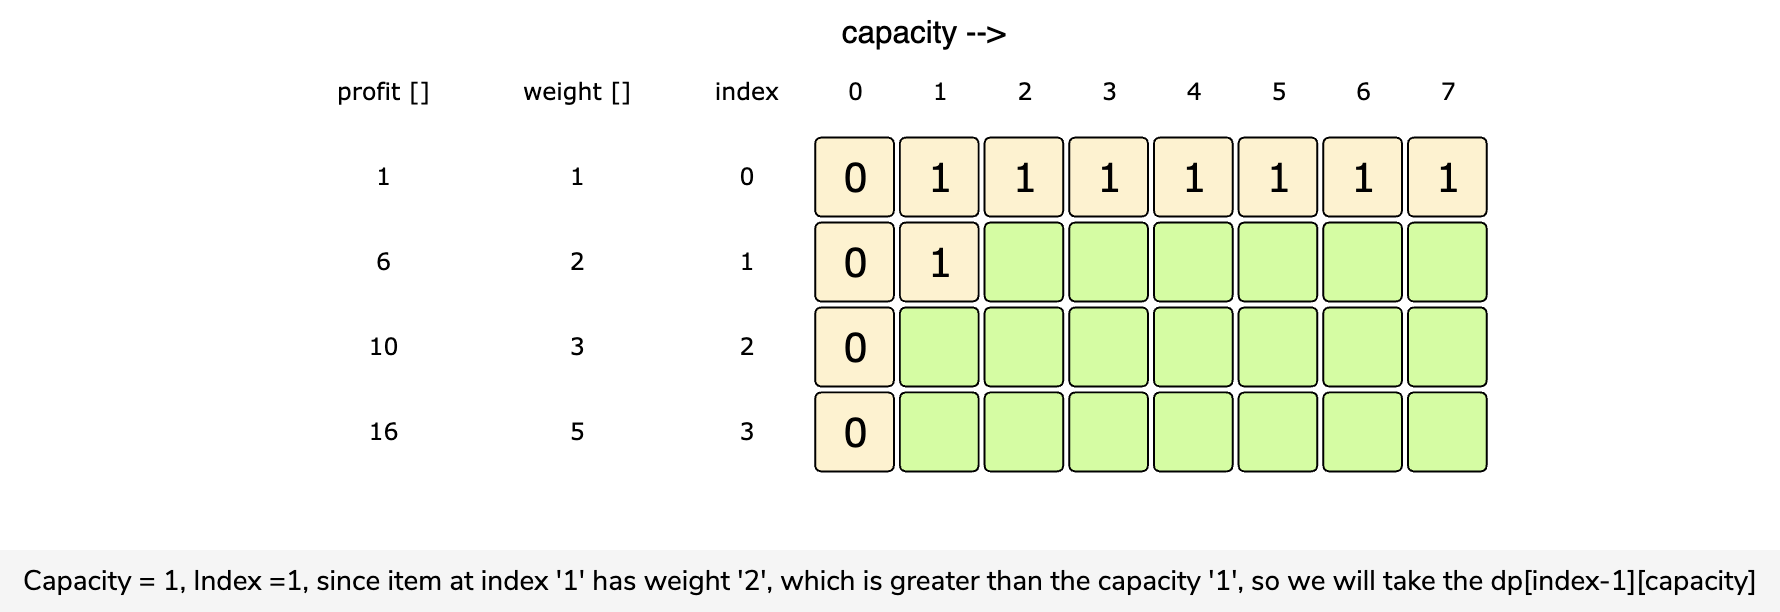 capacity -->
profit [] weight [] index 0 1 2 3 4 5 6 7
1 1 0 0 1 1 1 1 1 1 1
6 2 1 0 1
10 3 2 0
16 5 3 0
Capacity = 1, Index =1, since item at index '1' has weight '2', which is greater than the capacity '1', so we will take the dp[index-1][capacity]